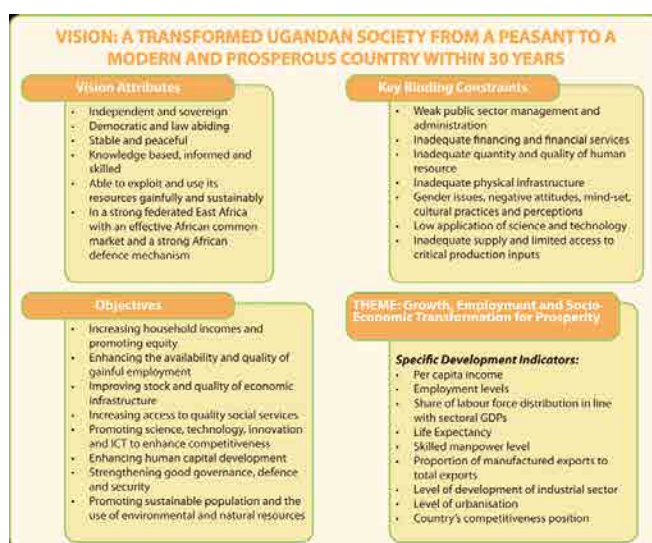 VISION: A TRANSFORMED UGANDAN SOCIETY FROM A PEASANT TO A
MODERN AND PROSPEROUS COUNTRY WITHIN 30 YEARS
Vision Attributes
• Independent and sovereign
• Democratic and law abiding
• Stable and peaceful
• Knowledge based, informed and
skilled
• Able to exploit and use its
resources gainfully and sustainably
• In a strong federated East Africa
with an effective African common
market and a strong African
defence mechanism
Key Binding Constraints
• Weak public sector management and
administration
• Inadequate financing and financial services
• Inadequate quantity and quality of human
resource
• Inadequate physical infrastructure
• Gender issues, negative attitudes, mind-set,
cultural practices and perceptions
• Low application of science and technology
• Inadequate supply and limited access to
critical production inputs
Objectives
• Increasing household incomes and
promoting equity
• Enhancing the availability and quality of
gainful employment
• Improving stock and quality of economic
infrastructure
• Increasing access to quality social services
• Promoting science, technology, innovation
and ICT to enhance competitiveness
• Enhancing human capital development
• Strengthening good governance, defence
and security
• Promoting sustainable population and the
use of environmental and natural resources
THEME: Growth, Employment and Socio-
Economic Transformation for Prosperity
Specific Development Indicators:
• Per capita income
• Employment levels
• Share of labour force distribution in line
with sectoral GDPs
• Life Expectancy
• Skilled manpower level
• Proportion of manufactured exports to
total exports
• Level of development of industrial sector
• Level of urbanisation
• Country's competitiveness position